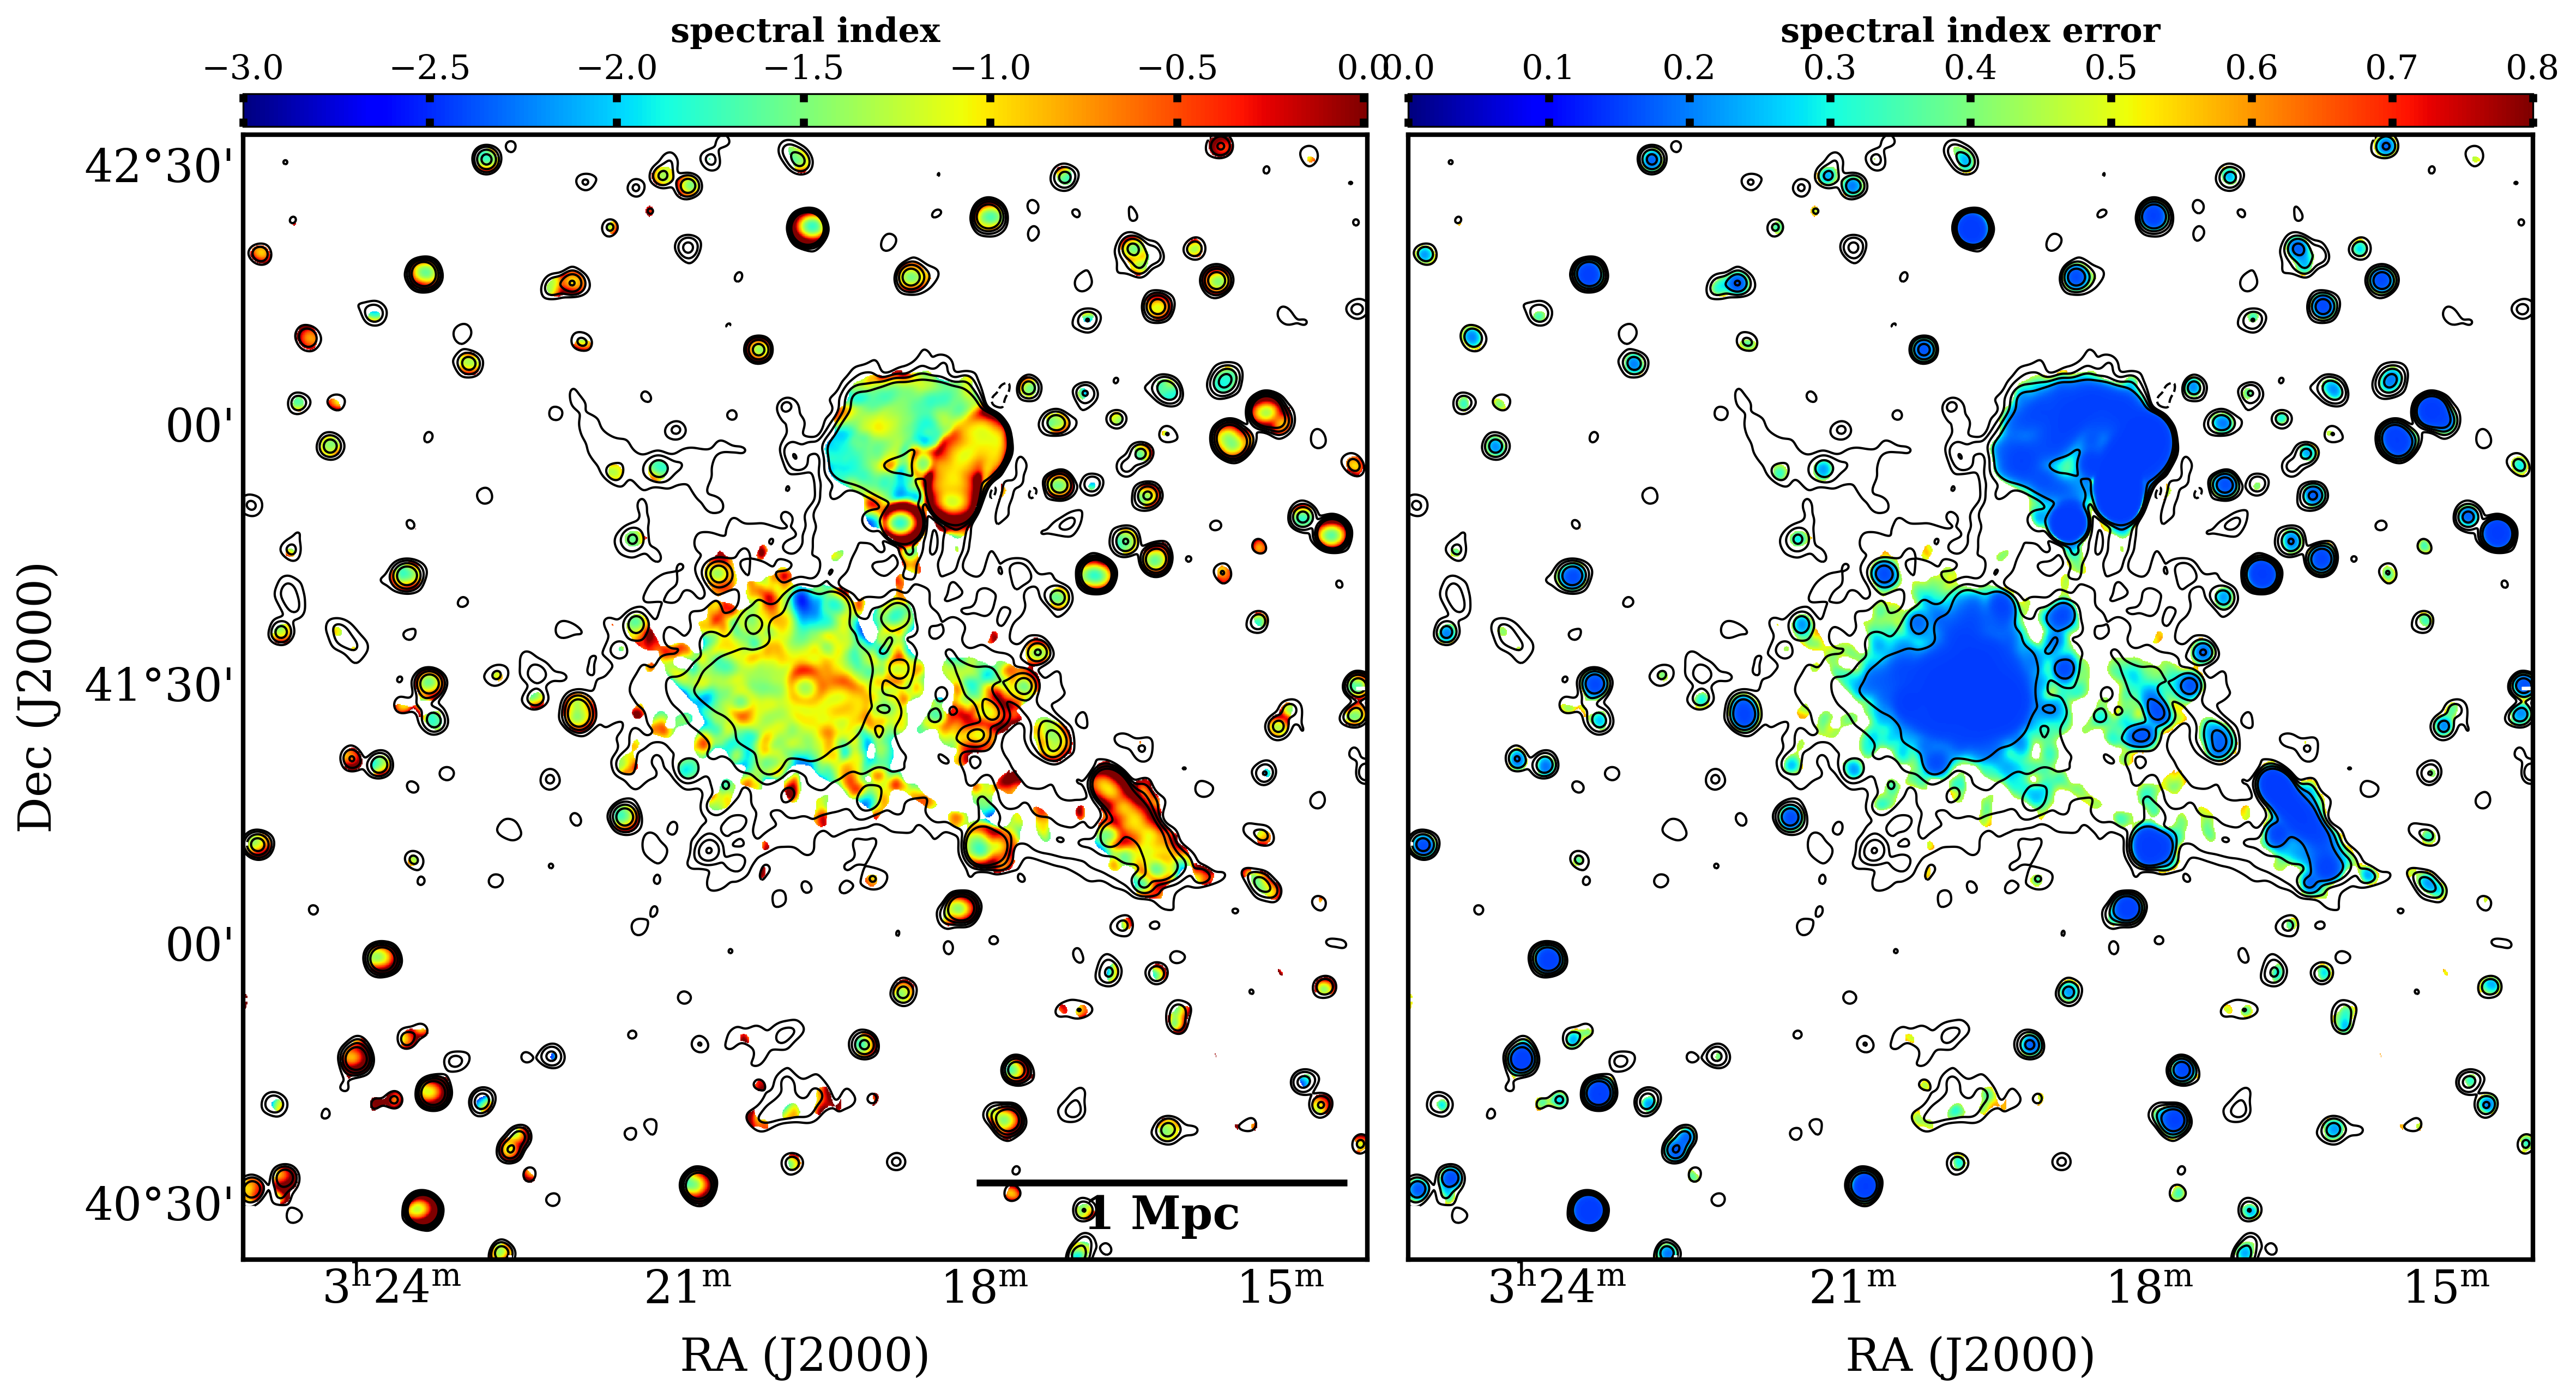 spectral index
−3.0 −2.5 −2.0 −1.5 −1.0 −0.5 0.0
spectral index error
0.0 0.1 0.2 0.3 0.4 0.5 0.6 0.7 0.8
Dec (J2000)
42°30'
00'
41°30'
00'
40°30'
1 Mpc
3ʰ24ᵐ 21ᵐ 18ᵐ 15ᵐ
RA (J2000)
3ʰ24ᵐ 21ᵐ 18ᵐ 15ᵐ
RA (J2000)